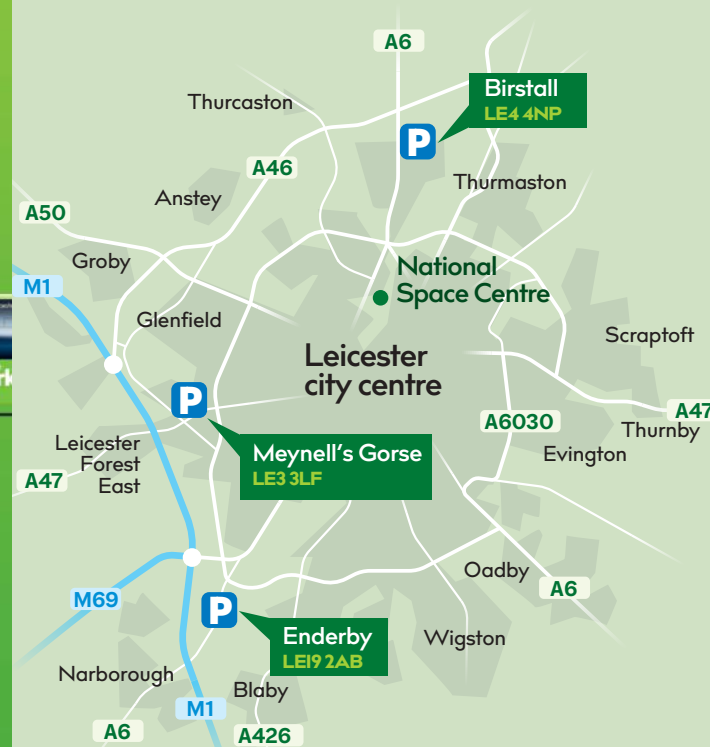 A6
Birstall
LE4 4NP
Thurcaston
A46
Thurmaston
Anstey
A50
Groby
National
Space Centre
M1
Glenfield
Scraptoft
Leicester
city centre
P
P
A47
A6030
Thurnby
Evington
Leicester
Forest
East
Meynell's Gorse
LE3 3LF
A47
Oadby
A6
M69
P
Enderby
LE19 2AB
Wigston
Narborough
Blaby
M1
A6
A426